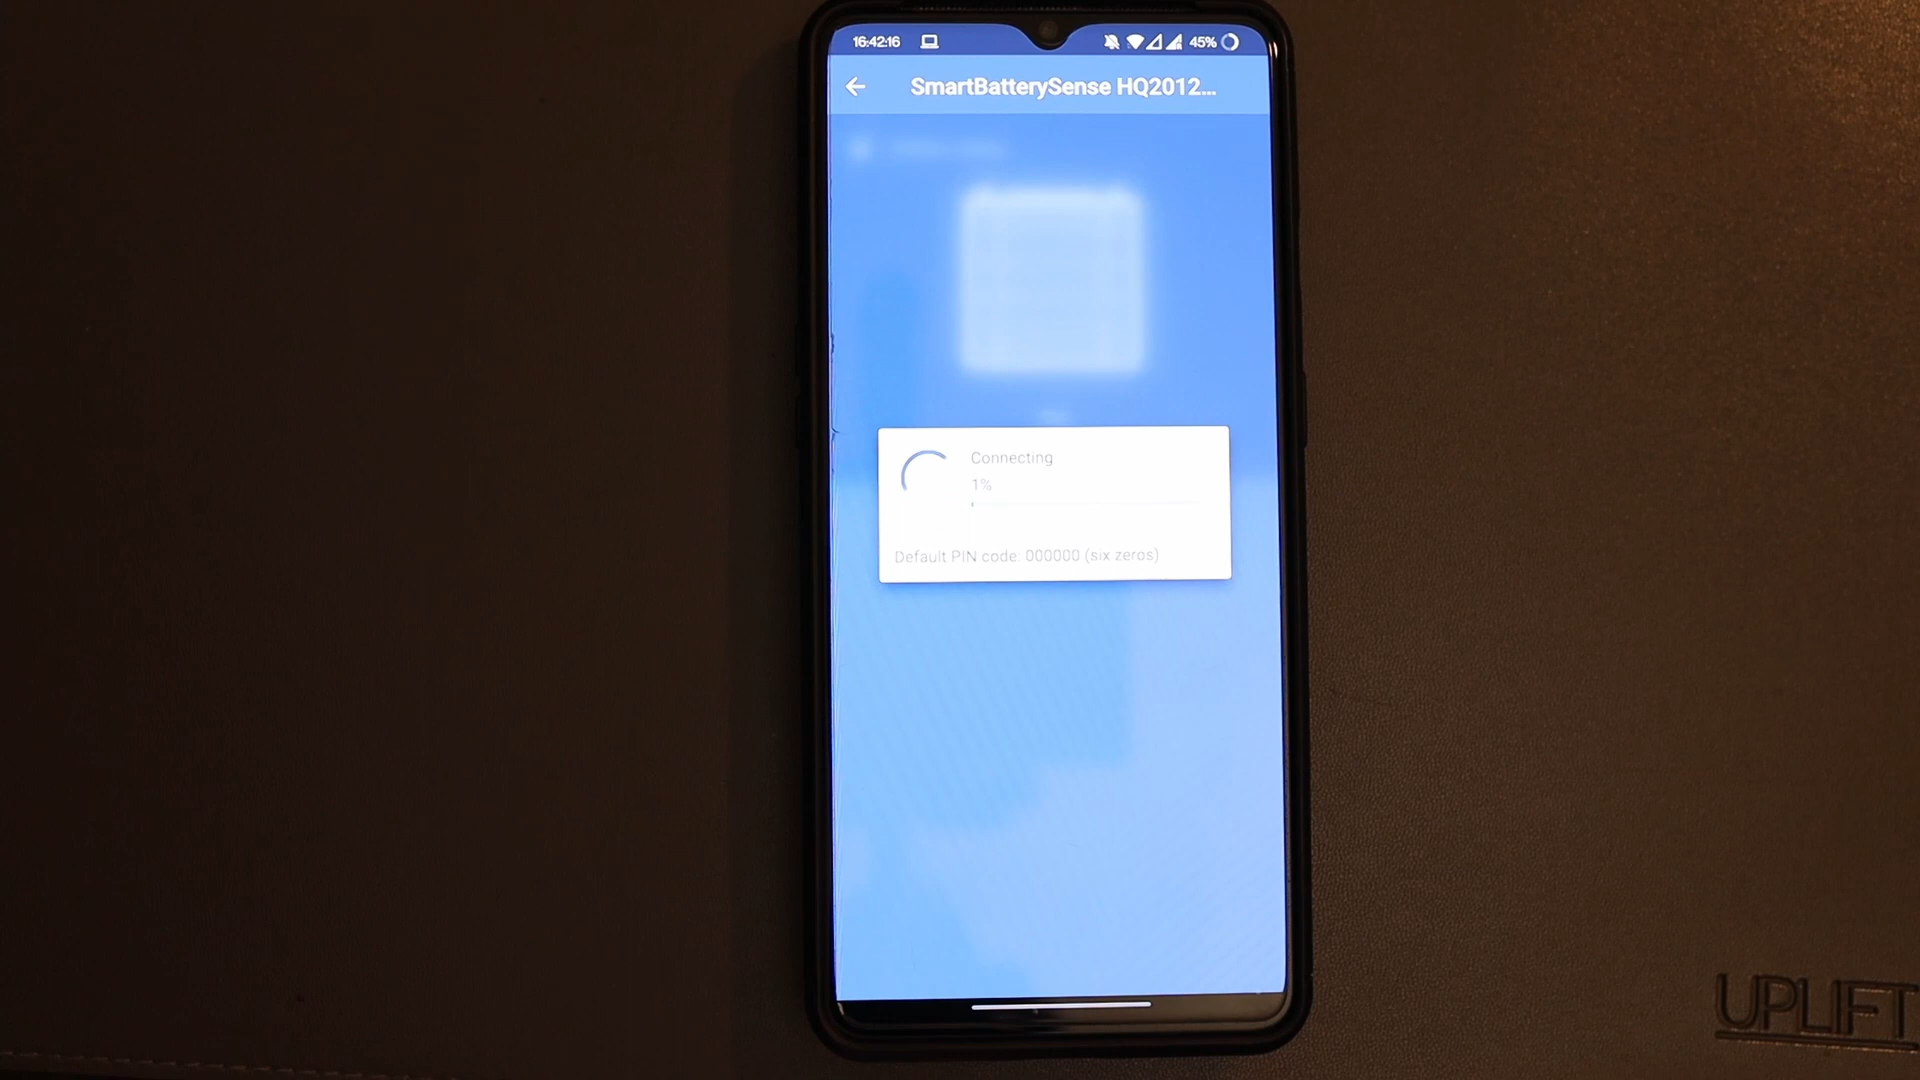 16:42:16 45%
SmartBatterySense HQ2012...
Connecting
1%
Default PIN code: 000000 (six zeros)
UPLIFT